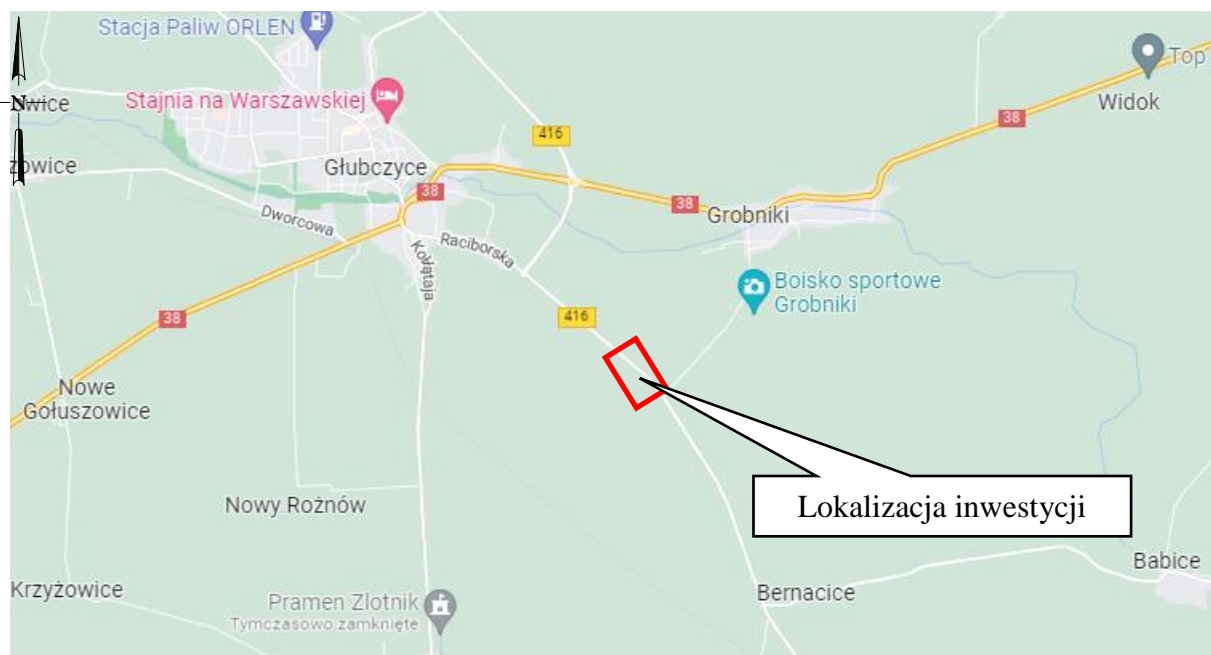 Stacja Paliw ORLEN
Top
N
wice
Stajnia na Warszawskiej
Widok
38
416
zowice
Głubczyce
38
38
Grobniki
Dworcowa
Raciborska
Kołłątaja
Boisko sportowe
Grobniki
416
38
Nowe
Gołuszowice
Nowy Rożnów
Lokalizacja inwestycji
Babice
Krzyżowice
Pramen Zlotnik
Tymczasowo zamknięte
Bernacice